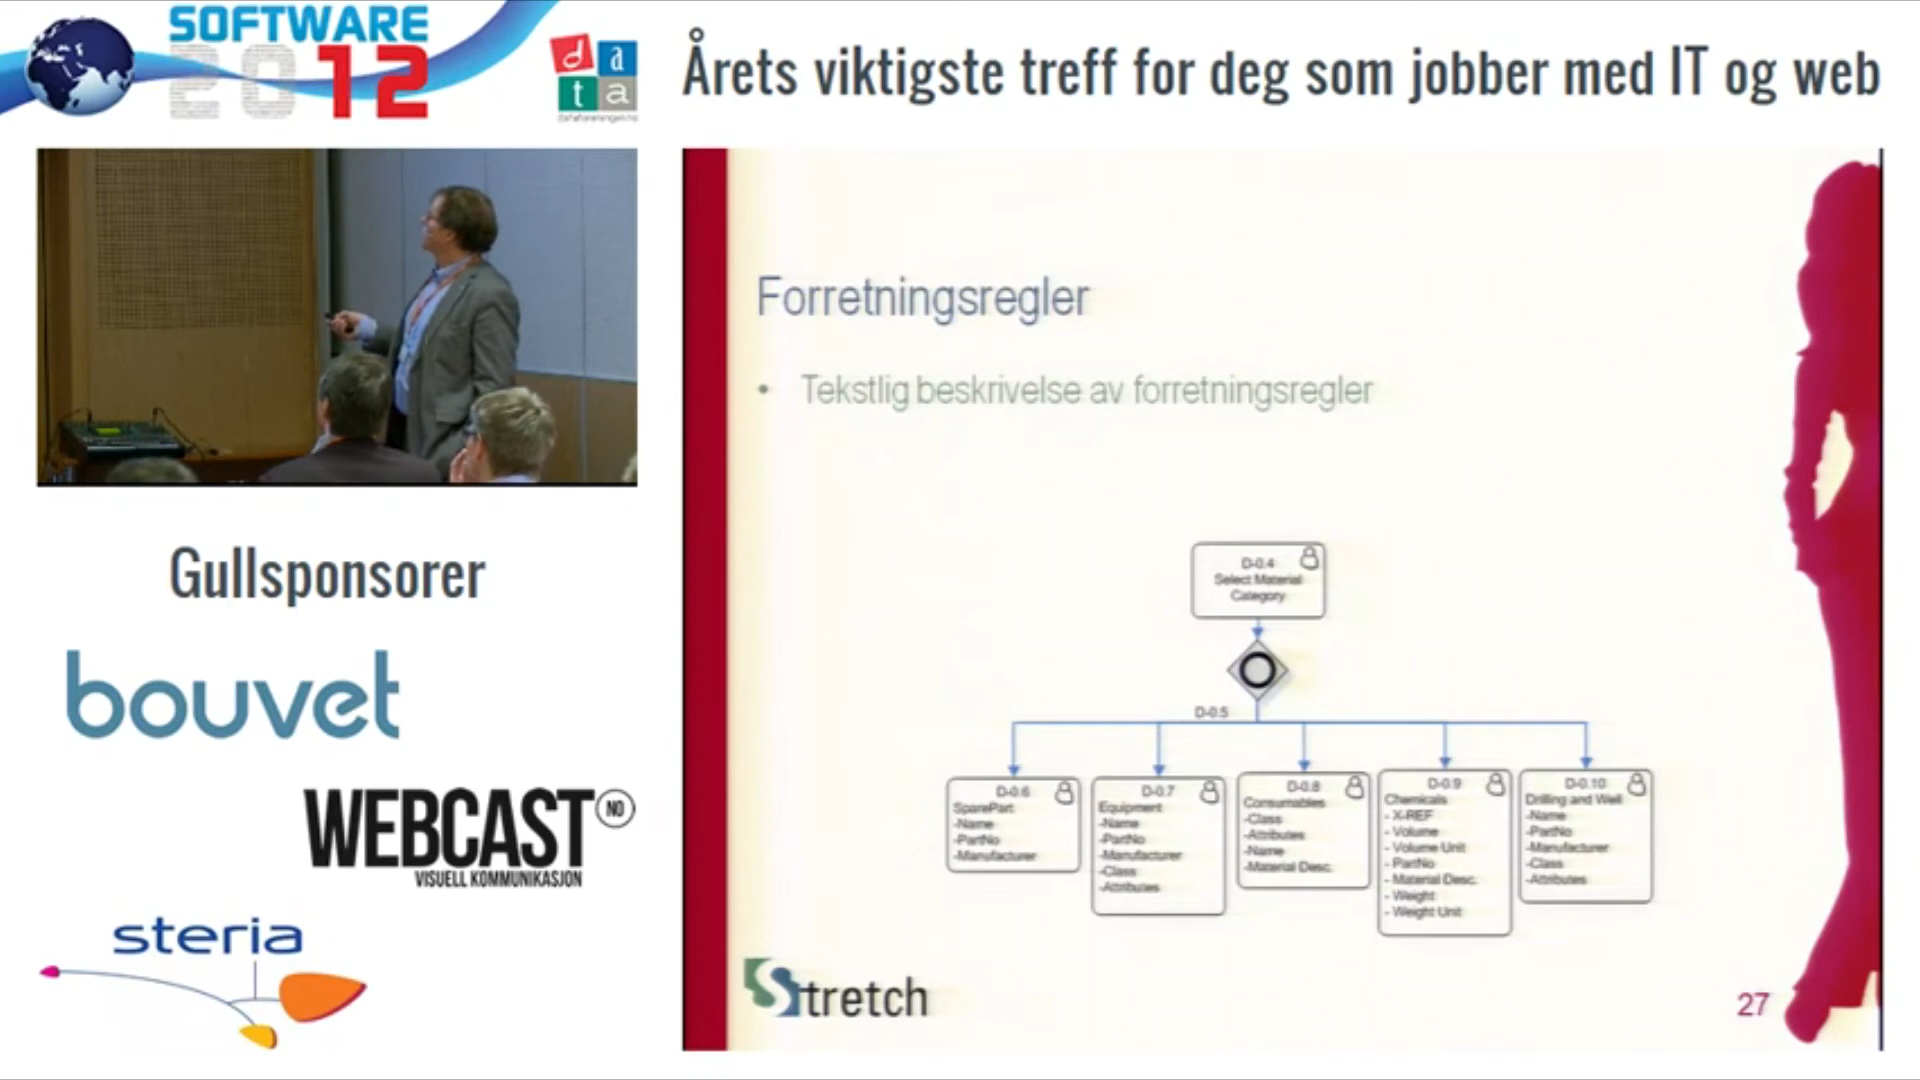 SOFTWARE
2012
data
Årets viktigste treff for deg som jobber med IT og web
Forretningsregler
• Tekstlig beskrivelse av forretningsregler
D-0.4
Select Material
Category
D-0.5
D-0.6
SparePart
-Name
-PartNo
-Manufacturer
D-0.7
Equipment
-Name
-PartNo
-Manufacturer
-Class
-Attributes
D-0.8
Consumables
-Class
-Attributes
-Name
-Material Desc.
D-0.9
Chemicals
- X-REF
- Volume
- Volume Unit
- PartNo
- Material Desc.
- Weight
- Weight Unit
D-0.10
Drilling and Well
-Name
-PartNo
-Manufacturer
-Class
-Attributes
Stretch
27
Gullsponsorer
bouvet
WEBCAST NO
VISUELL KOMMUNIKASJON
steria